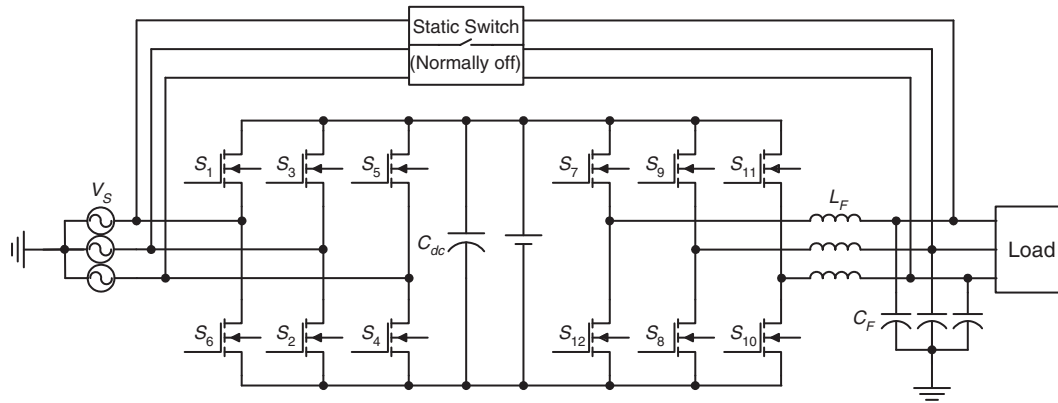 Static Switch
(Normally off)
S1
S3
S5
S7
S9
S11
VS
LF
Cdc
Load
S6
S2
S4
S12
S8
S10
CF